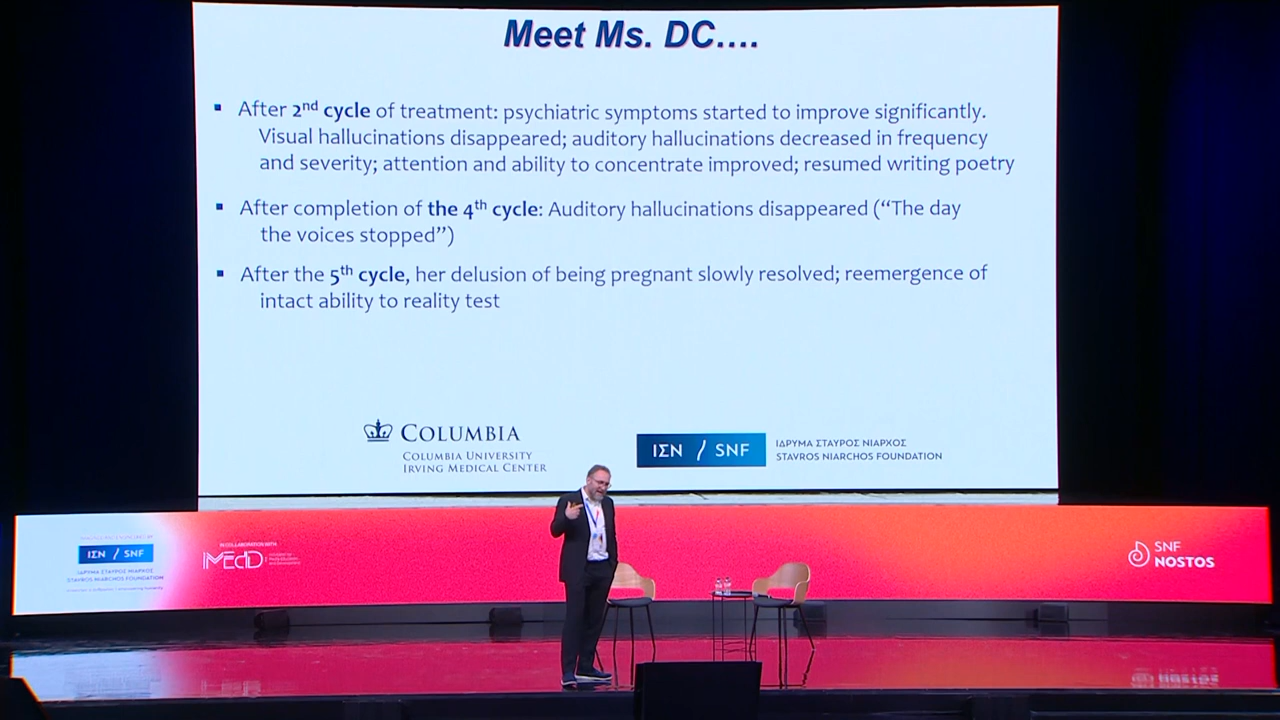 Meet Ms. DC....
▪ After 2nd cycle of treatment: psychiatric symptoms started to improve significantly.
Visual hallucinations disappeared; auditory hallucinations decreased in frequency
and severity; attention and ability to concentrate improved; resumed writing poetry
▪ After completion of the 4th cycle: Auditory hallucinations disappeared (“The day
the voices stopped”)
▪ After the 5th cycle, her delusion of being pregnant slowly resolved; reemergence of
intact ability to reality test
COLUMBIA
COLUMBIA UNIVERSITY
IRVING MEDICAL CENTER
ΙΣΝ / SNF
ΙΔΡΥΜΑ ΣΤΑΥΡΟΣ ΝΙΑΡΧΟΣ
STAVROS NIARCHOS FOUNDATION
ΙΣΝ / SNF
ΙΔΡΥΜΑ ΣΤΑΥΡΟΣ ΝΙΑΡΧΟΣ
STAVROS NIARCHOS FOUNDATION
IN COLLABORATION WITH
iMEdD
SNF
NOSTOS